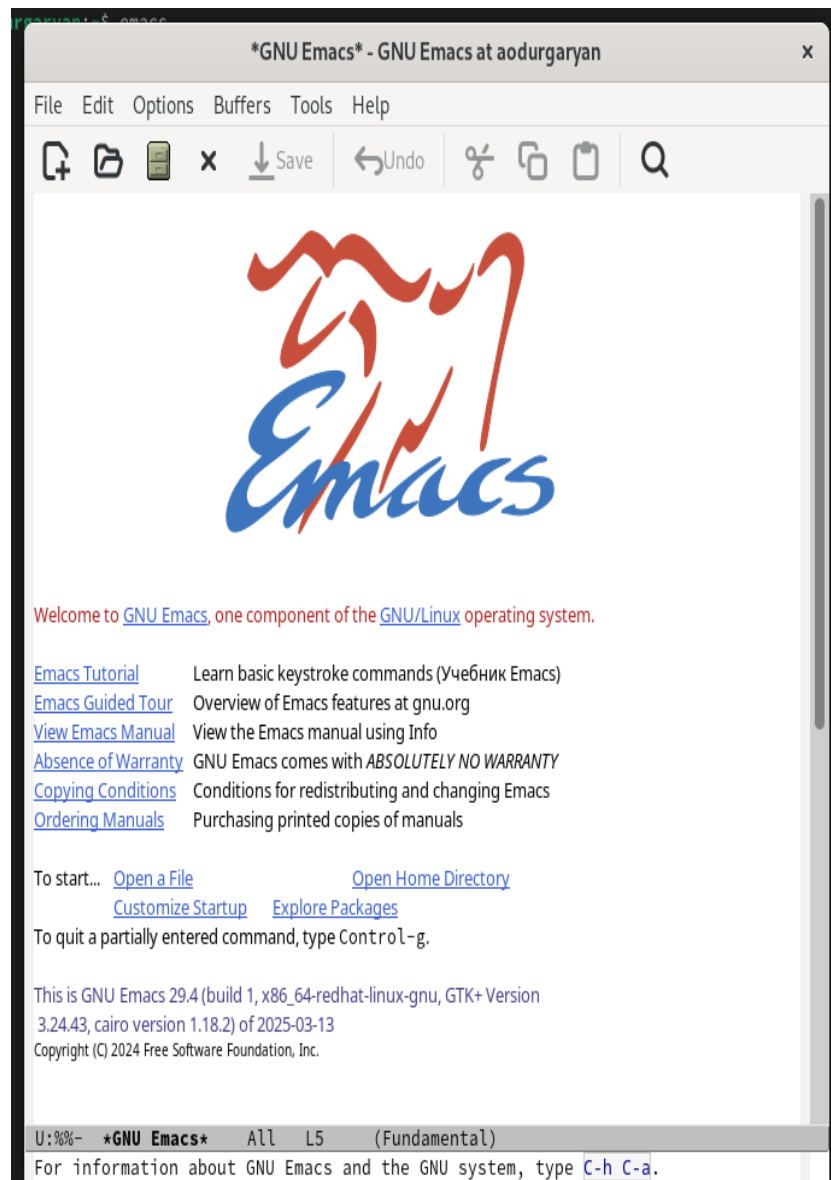 $ emacs
*GNU Emacs* - GNU Emacs at aodurgaryan x
File Edit Options Buffers Tools Help
Save Undo
Emacs
Welcome to GNU Emacs, one component of the GNU/Linux operating system.
Emacs Tutorial Learn basic keystroke commands (Учебник Emacs)
Emacs Guided Tour Overview of Emacs features at gnu.org
View Emacs Manual View the Emacs manual using Info
Absence of Warranty GNU Emacs comes with ABSOLUTELY NO WARRANTY
Copying Conditions Conditions for redistributing and changing Emacs
Ordering Manuals Purchasing printed copies of manuals
To start... Open a File Open Home Directory
Customize Startup Explore Packages
To quit a partially entered command, type Control-g.
This is GNU Emacs 29.4 (build 1, x86_64-redhat-linux-gnu, GTK+ Version
3.24.43, cairo version 1.18.2) of 2025-03-13
Copyright (C) 2024 Free Software Foundation, Inc.
U:%%- *GNU Emacs* All L5 (Fundamental)
For information about GNU Emacs and the GNU system, type C-h C-a.